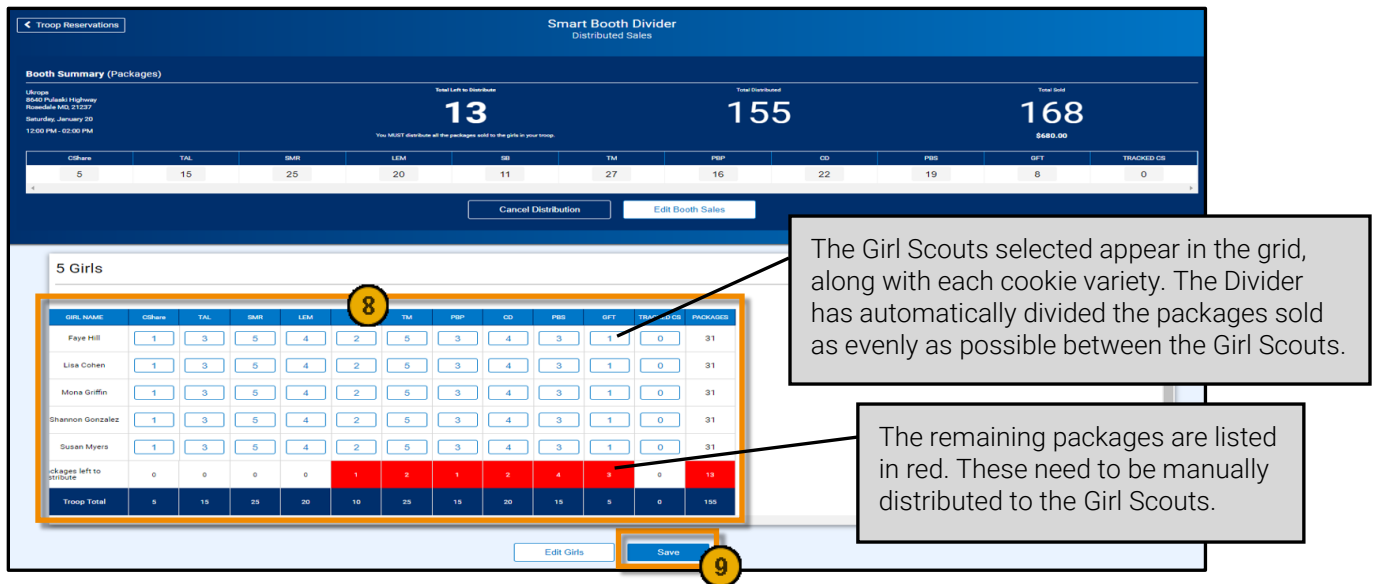 Troop Reservations
Smart Booth Divider
Distributed Sales
Booth Summary (Packages)
Ukrops
8640 Pulaski Highway
Rosedale MD, 21237
Saturday, January 20
12:00 PM - 02:00 PM
Total Left to Distribute
13
You MUST distribute all the packages sold to the girls in your troop.
Total Distributed
155
Total Sold
168
$680.00
CShare TAL SMR LEM SB TM PBP CD PBS GFT TRACKED CS
5 15 25 20 11 27 16 22 19 8 0
Cancel Distribution Edit Booth Sales
The Girl Scouts selected appear in the grid,
along with each cookie variety. The Divider
has automatically divided the packages sold
as evenly as possible between the Girl Scouts.
5 Girls
8
GIRL NAME CShare TAL SMR LEM TM PBP CD PBS GFT TRACKED CS PACKAGES
Faye Hill 1 3 5 4 2 5 3 4 3 1 0 31
Lisa Cohen 1 3 5 4 2 5 3 4 3 1 0 31
Mona Griffin 1 3 5 4 2 5 3 4 3 1 0 31
Shannon Gonzalez 1 3 5 4 2 5 3 4 3 1 0 31
Susan Myers 1 3 5 4 2 5 3 4 3 1 0 31
ckages left to
stribute 0 0 0 0 1 2 1 2 4 3 0 13
Troop Total 5 15 25 20 10 25 15 20 15 5 0 155
The remaining packages are listed
in red. These need to be manually
distributed to the Girl Scouts.
Edit Girls Save
9